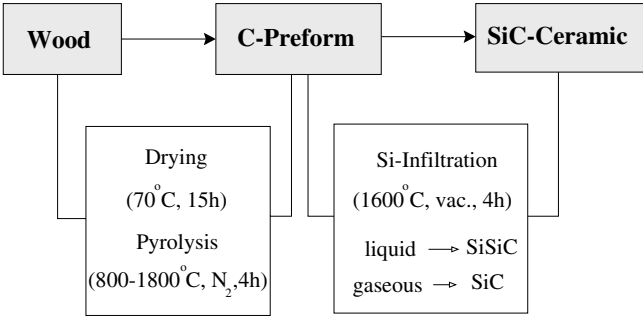 Wood
C-Preform
SiC-Ceramic
Drying
(70°C, 15h)
Pyrolysis
(800-1800°C, N₂,4h)
Si-Infiltration
(1600°C, vac., 4h)
liquid → SiSiC
gaseous → SiC